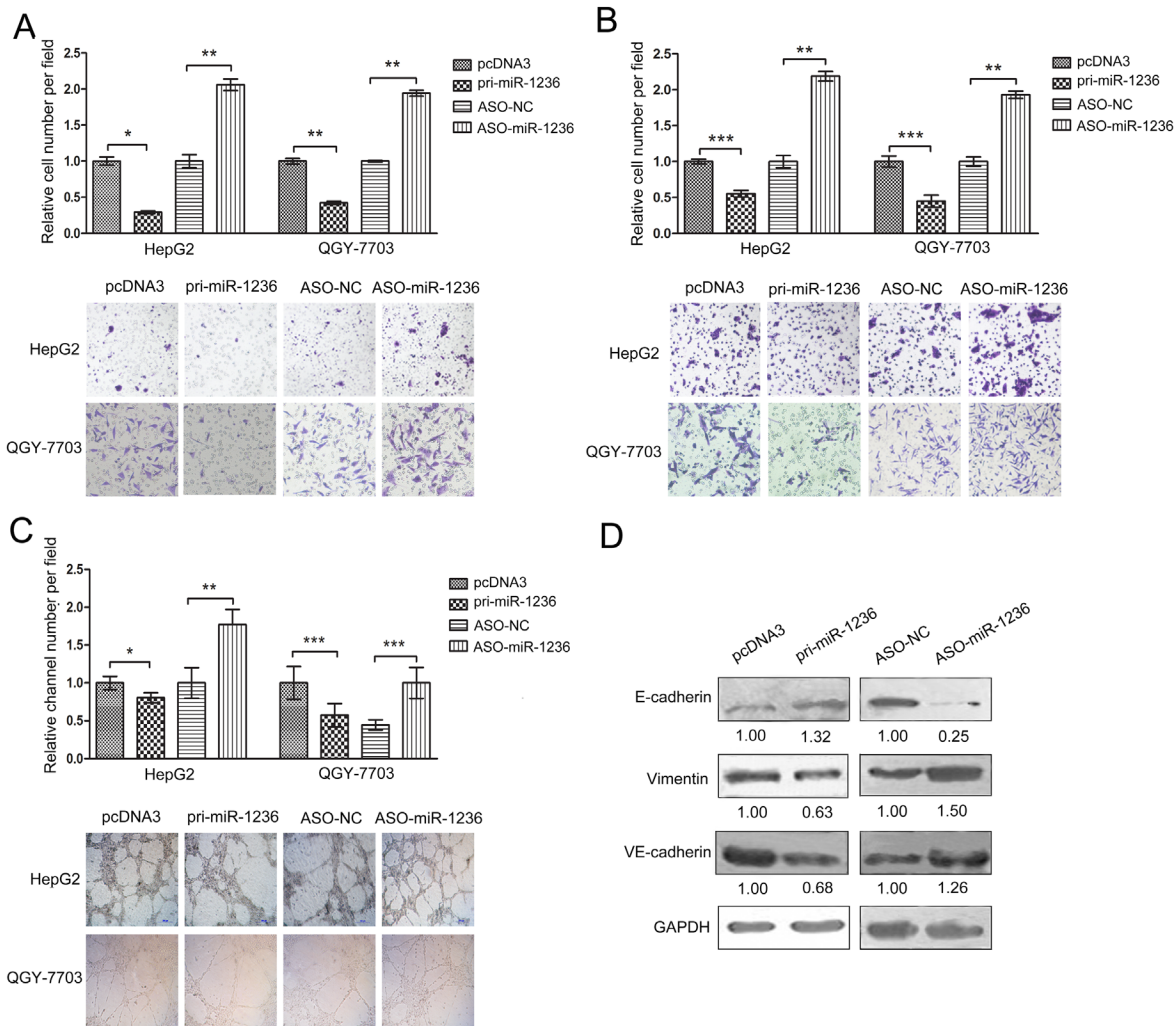 A
Relative cell number per field
2.5
2.0
1.5
1.0
0.5
0.0
* ** ** **
HepG2 QGY-7703
pcDNA3
pri-miR-1236
ASO-NC
ASO-miR-1236
pcDNA3 pri-miR-1236 ASO-NC ASO-miR-1236
HepG2
QGY-7703
B
Relative cell number per field
2.5
2.0
1.5
1.0
0.5
0.0
*** ** *** **
HepG2 QGY-7703
pcDNA3
pri-miR-1236
ASO-NC
ASO-miR-1236
pcDNA3 pri-miR-1236 ASO-NC ASO-miR-1236
HepG2
QGY-7703
C
Relative channel number per field
2.5
2.0
1.5
1.0
0.5
0.0
* ** *** ***
HepG2 QGY-7703
pcDNA3
pri-miR-1236
ASO-NC
ASO-miR-1236
pcDNA3 pri-miR-1236 ASO-NC ASO-miR-1236
HepG2
QGY-7703
D
pcDNA3 pri-miR-1236 ASO-NC ASO-miR-1236
E-cadherin
1.00 1.32 1.00 0.25
Vimentin
1.00 0.63 1.00 1.50
VE-cadherin
1.00 0.68 1.00 1.26
GAPDH